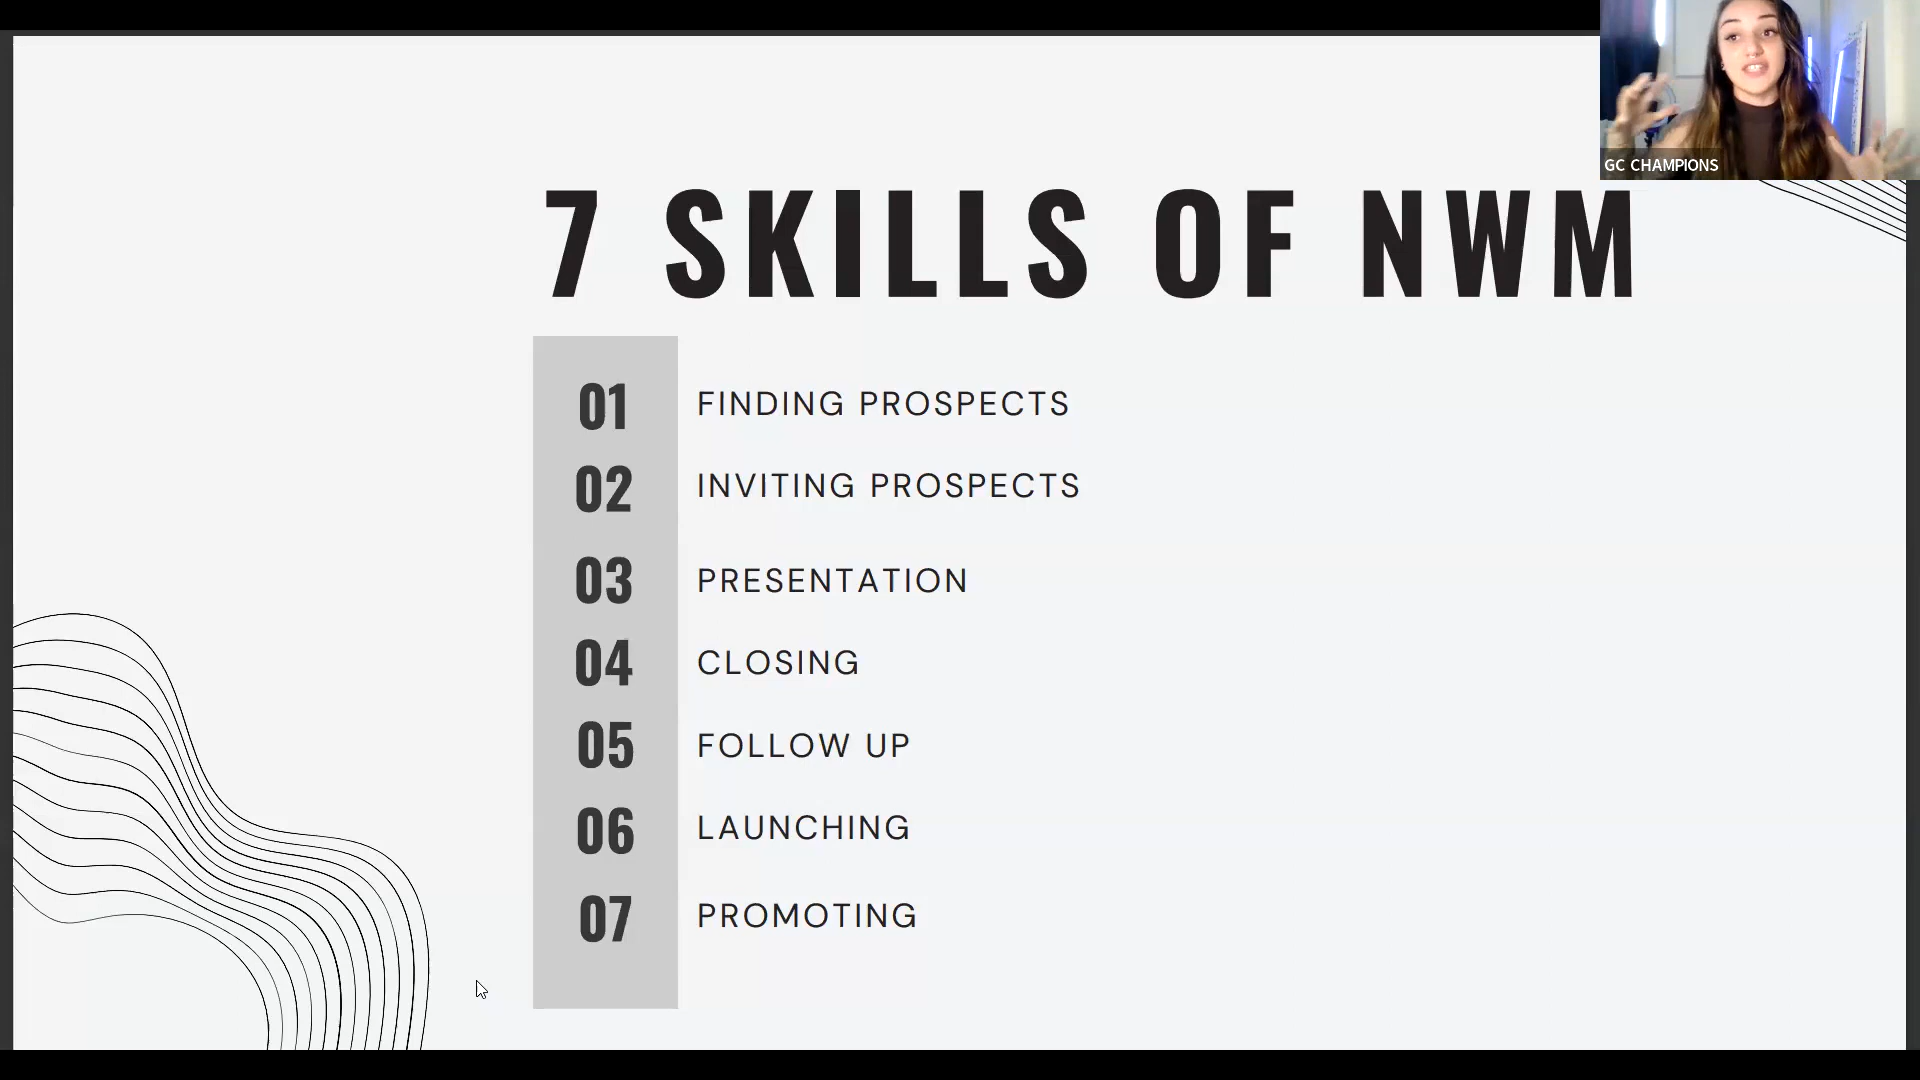 GC CHAMPIONS
7 SKILLS OF NWM
01 FINDING PROSPECTS
02 INVITING PROSPECTS
03 PRESENTATION
04 CLOSING
05 FOLLOW UP
06 LAUNCHING
07 PROMOTING